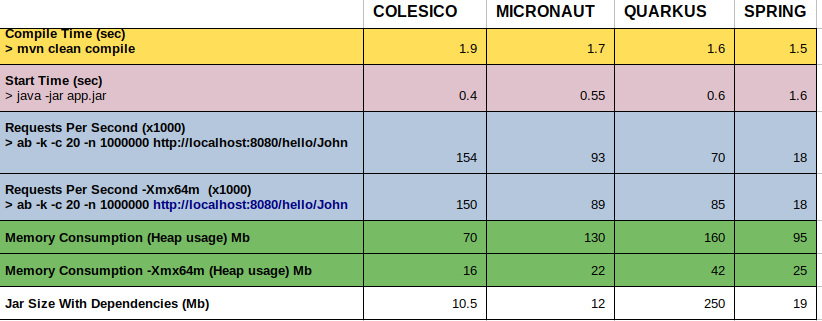 COLESICO MICRONAUT QUARKUS SPRING
Compile Time (sec)
> mvn clean compile 1.9 1.7 1.6 1.5
Start Time (sec)
> java -jar app.jar 0.4 0.55 0.6 1.6
Requests Per Second (x1000)
> ab -k -c 20 -n 1000000 http://localhost:8080/hello/John
154 93 70 18
Requests Per Second -Xmx64m (x1000)
> ab -k -c 20 -n 1000000 http://localhost:8080/hello/John 150 89 85 18
Memory Consumption (Heap usage) Mb 70 130 160 95
Memory Consumption -Xmx64m (Heap usage) Mb 16 22 42 25
Jar Size With Dependencies (Mb) 10.5 12 250 19